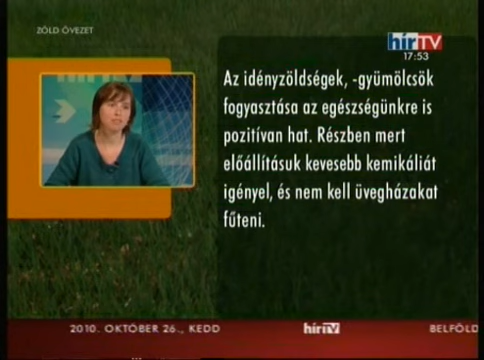 ZÖLD ÖVEZET
hírTV
17:53
Az idényzöldségek, -gyümölcsök
fogyasztása az egészségünkre is
pozitívan hat. Részben mert
előállításuk kevesebb kemikáliát
igényel, és nem kell üvegházakat
fűteni.
2010. OKTÓBER 26., KEDD
hírTV
BELFÖLD